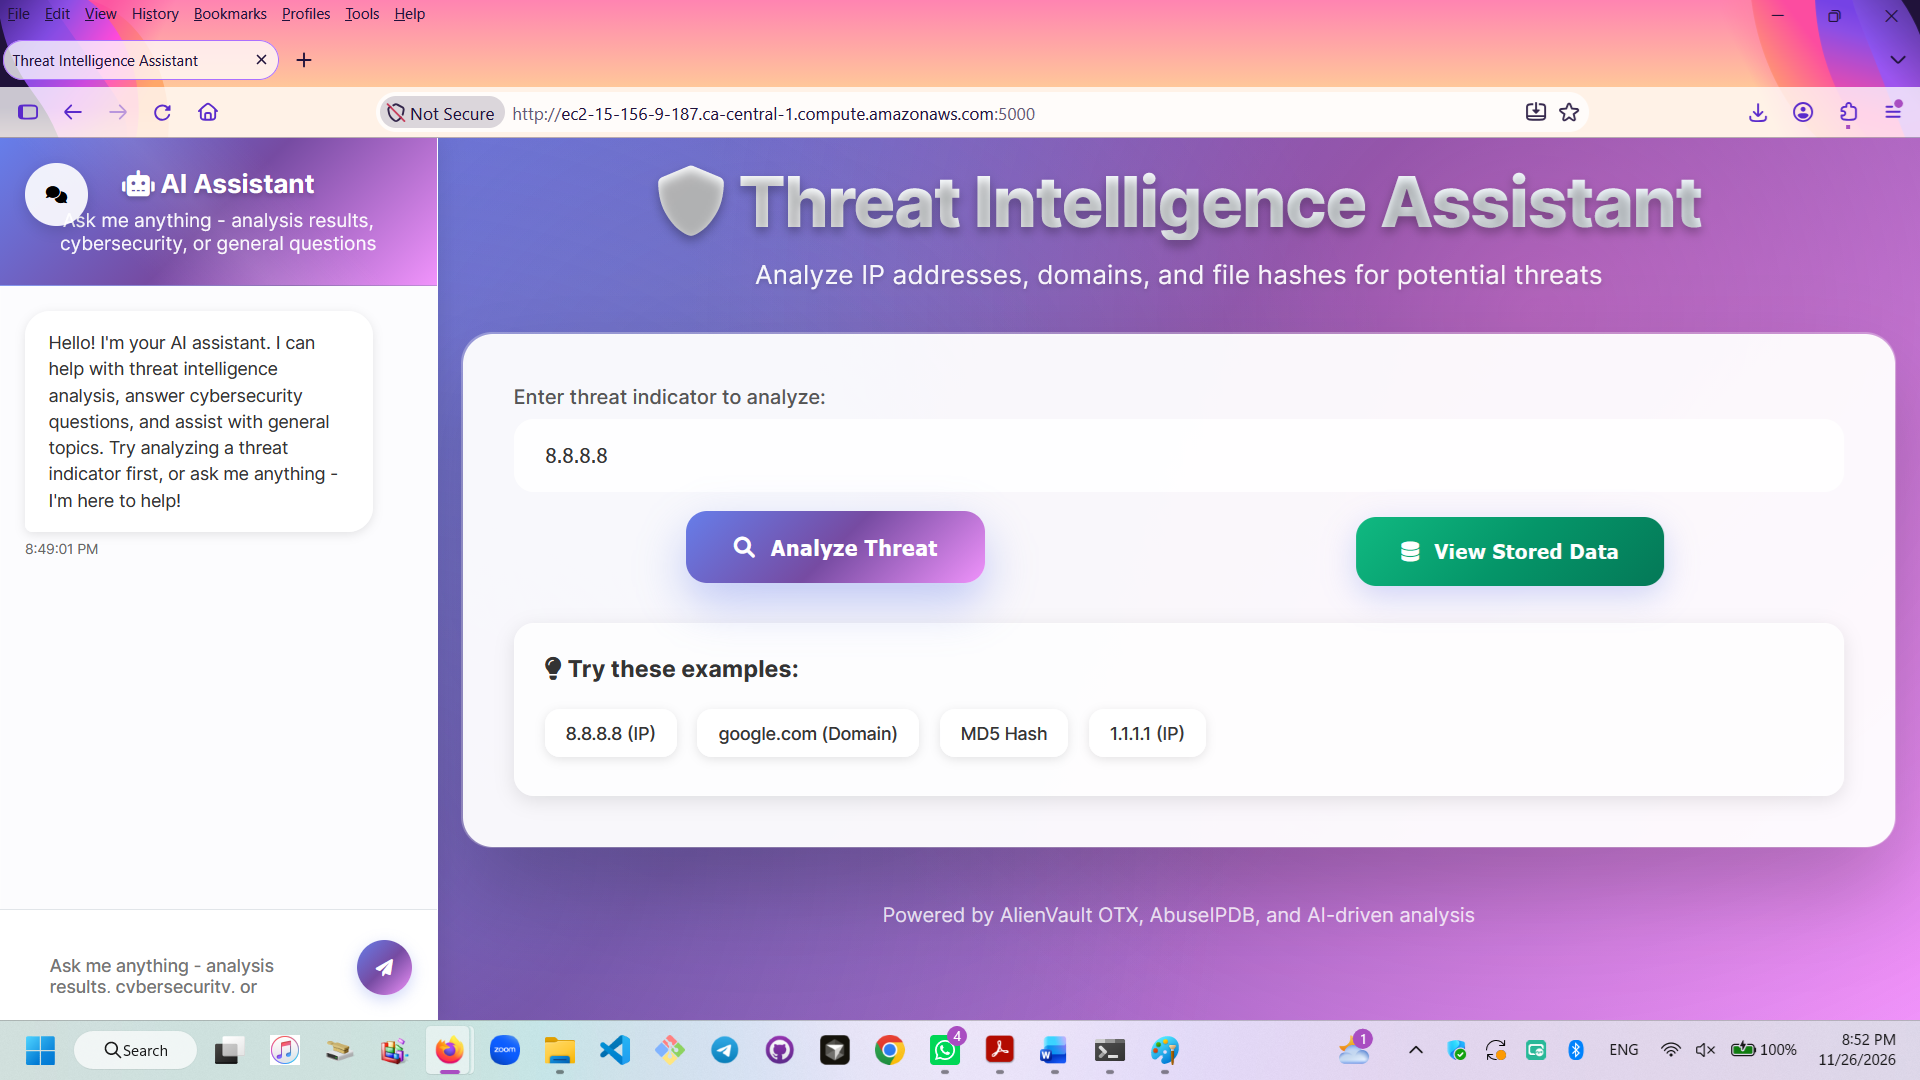 File Edit View History Bookmarks Profiles Tools Help
Threat Intelligence Assistant
Not Secure http://ec2-15-156-9-187.ca-central-1.compute.amazonaws.com:5000
AI Assistant
Ask me anything - analysis results,
cybersecurity, or general questions
Hello! I'm your AI assistant. I can
help with threat intelligence
analysis, answer cybersecurity
questions, and assist with general
topics. Try analyzing a threat
indicator first, or ask me anything -
I'm here to help!
8:49:01 PM
Ask me anything - analysis
results, cybersecurity, or
Threat Intelligence Assistant
Analyze IP addresses, domains, and file hashes for potential threats
Enter threat indicator to analyze:
8.8.8.8
Analyze Threat
View Stored Data
Try these examples:
8.8.8.8 (IP) google.com (Domain) MD5 Hash 1.1.1.1 (IP)
Powered by AlienVault OTX, AbuseIPDB, and AI-driven analysis
Search
zoom
4
1
ENG
100%
8:52 PM
11/26/2026